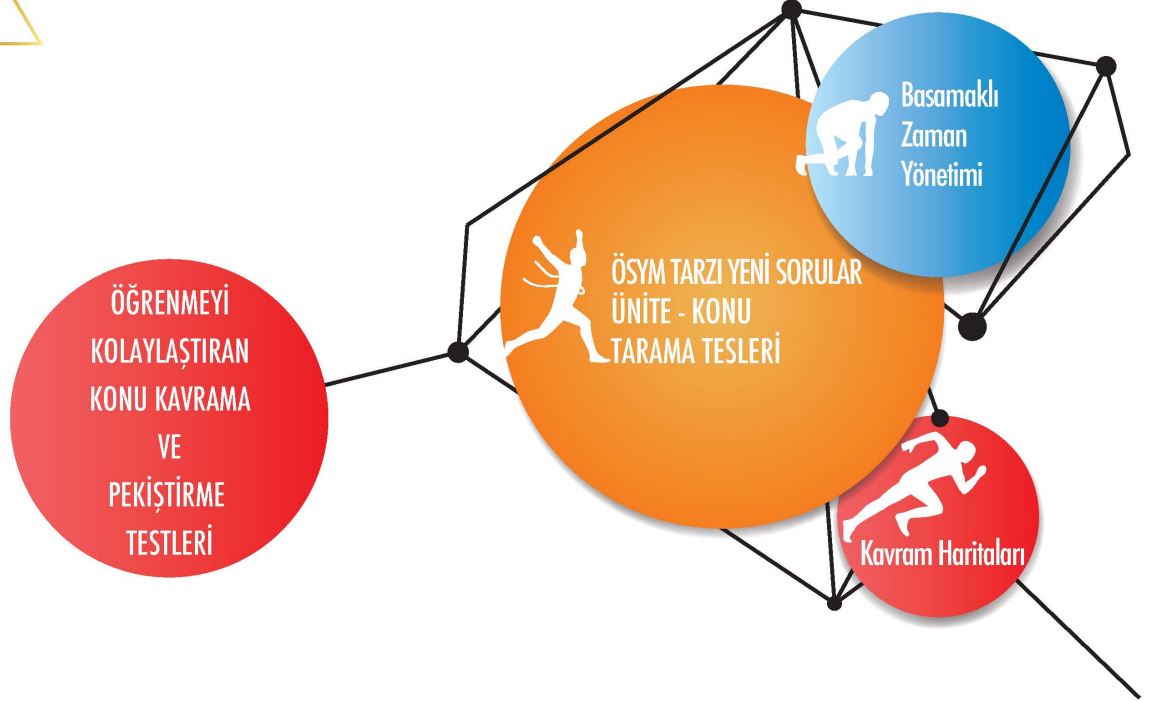 Basamaklı
Zaman
Yönetimi
ÖSYM TARZI YENİ SORULAR
ÜNİTE - KONU
TARAMA TESLERİ
ÖĞRENMEYİ
KOLAYLAŞTIRAN
KONU KAVRAMA
VE
PEKİŞTİRME
TESTLERİ
Kavram Haritaları